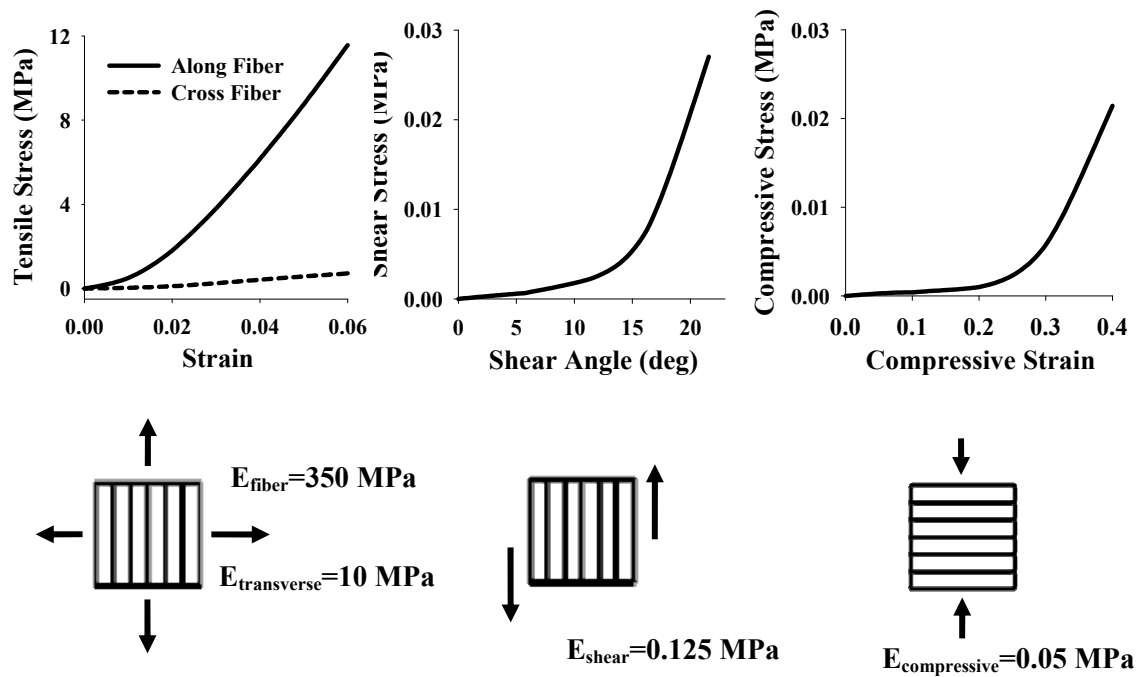 12
8
4
0
0.00 0.02 0.04 0.06
Tensile Stress (MPa)
Strain
Along Fiber
Cross Fiber
0.03
0.02
0.01
0.00
0 5 10 15 20
Shear Stress (MPa)
Shear Angle (deg)
0.03
0.02
0.01
0.00
0.0 0.1 0.2 0.3 0.4
Compressive Stress (MPa)
Compressive Strain
Efiber=350 MPa
Etransverse=10 MPa
Eshear=0.125 MPa
Ecompressive=0.05 MPa